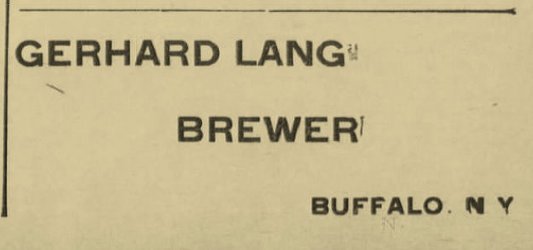 GERHARD LANG
BREWER
BUFFALO. N Y